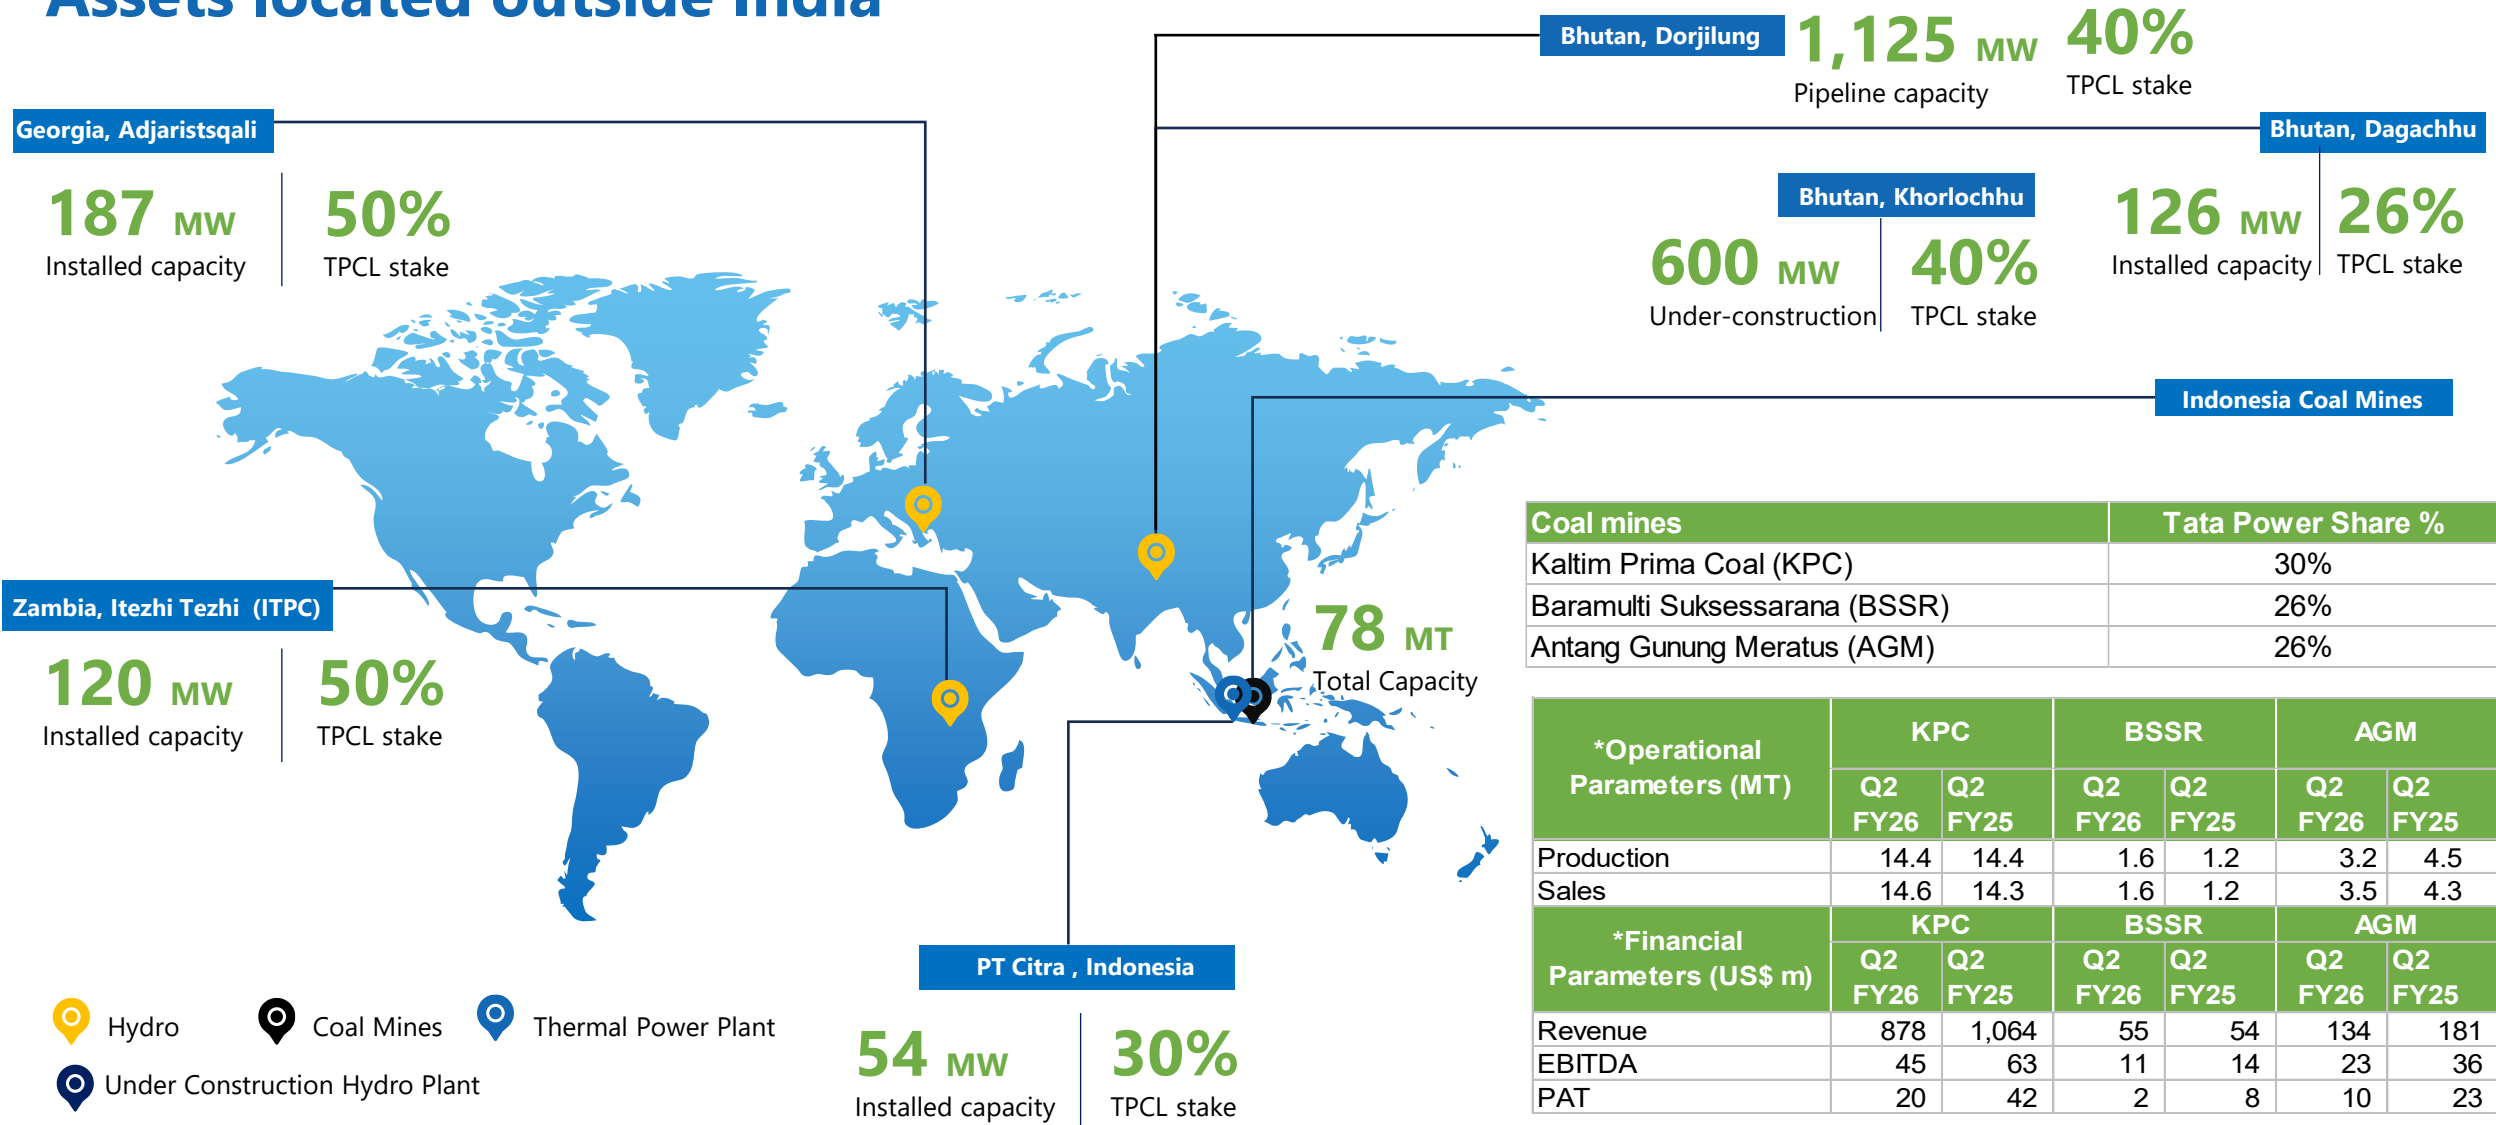 Assets located outside India
Bhutan, Dorjilung
1,125 MW
Pipeline capacity
40%
TPCL stake
Georgia, Adjaristsqali
187 MW
Installed capacity
50%
TPCL stake
Bhutan, Dagachhu
126 MW
Installed capacity
26%
TPCL stake
Bhutan, Khorlochhu
600 MW
Under-construction
40%
TPCL stake
Indonesia Coal Mines
78 MT
Total Capacity
Coal mines Tata Power Share %
Kaltim Prima Coal (KPC) 30%
Baramulti Suksessarana (BSSR) 26%
Antang Gunung Meratus (AGM) 26%
Zambia, Itezhi Tezhi (ITPC)
120 MW
Installed capacity
50%
TPCL stake
*Operational Parameters (MT) KPC BSSR AGM
Q2 FY26 Q2 FY25 Q2 FY26 Q2 FY25 Q2 FY26 Q2 FY25
Production 14.4 14.4 1.6 1.2 3.2 4.5
Sales 14.6 14.3 1.6 1.2 3.5 4.3
*Financial Parameters (US$ m) KPC BSSR AGM
Q2 FY26 Q2 FY25 Q2 FY26 Q2 FY25 Q2 FY26 Q2 FY25
Revenue 878 1,064 55 54 134 181
EBITDA 45 63 11 14 23 36
PAT 20 42 2 8 10 23
PT Citra , Indonesia
54 MW
Installed capacity
30%
TPCL stake
Hydro
Coal Mines
Thermal Power Plant
Under Construction Hydro Plant